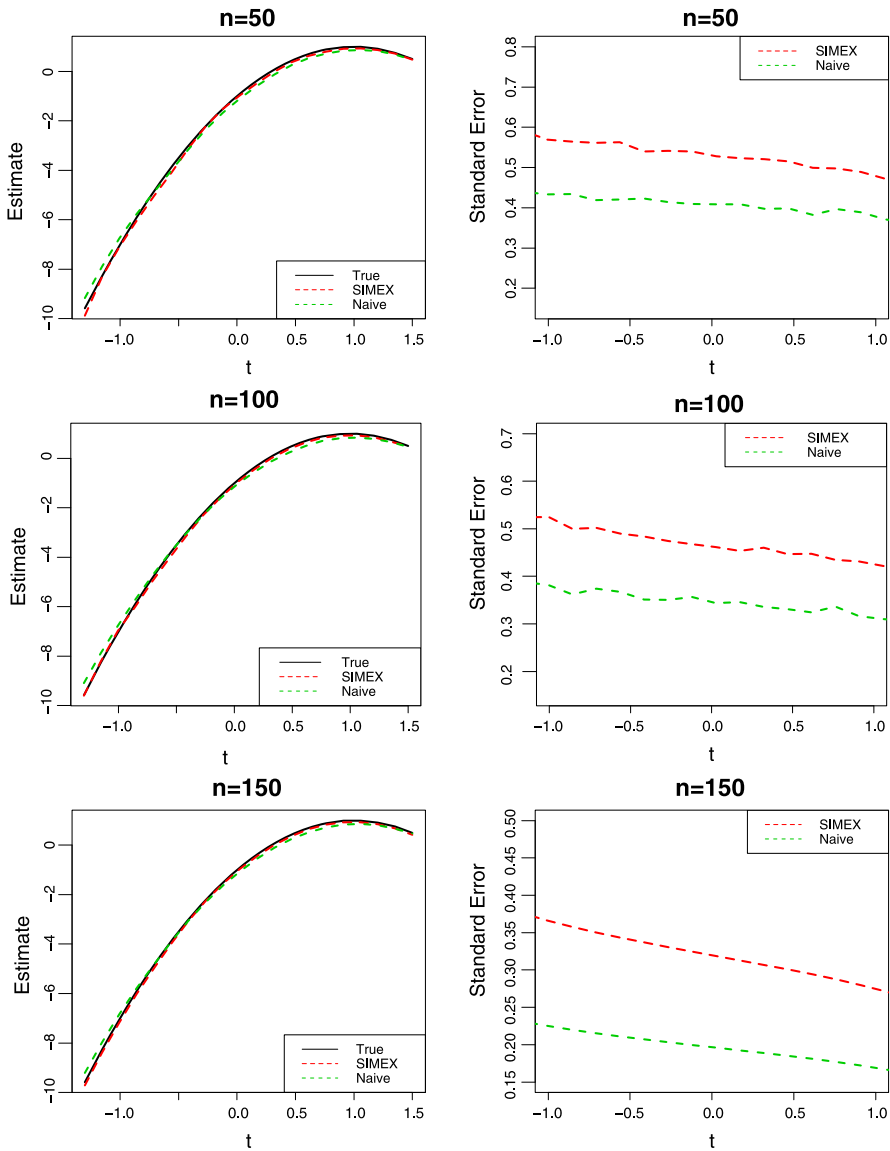 n=50
Estimate
0
−2
−4
−6
−8
−10
True
SIMEX
Naive
−1.0
0.0
0.5
1.0
1.5
t
n=50
Standard Error
0.8
0.7
0.6
0.5
0.4
0.3
0.2
SIMEX
Naive
−1.0
−0.5
0.0
0.5
1.0
t
n=100
Estimate
0
−2
−4
−6
−8
−10
True
SIMEX
Naive
−1.0
0.0
0.5
1.0
1.5
t
n=100
Standard Error
0.7
0.6
0.5
0.4
0.3
0.2
SIMEX
Naive
−1.0
−0.5
0.0
0.5
1.0
t
n=150
Estimate
0
−2
−4
−6
−8
−10
True
SIMEX
Naive
−1.0
0.0
0.5
1.0
1.5
t
n=150
Standard Error
0.50
0.45
0.40
0.35
0.30
0.25
0.20
0.15
SIMEX
Naive
−1.0
−0.5
0.0
0.5
1.0
t